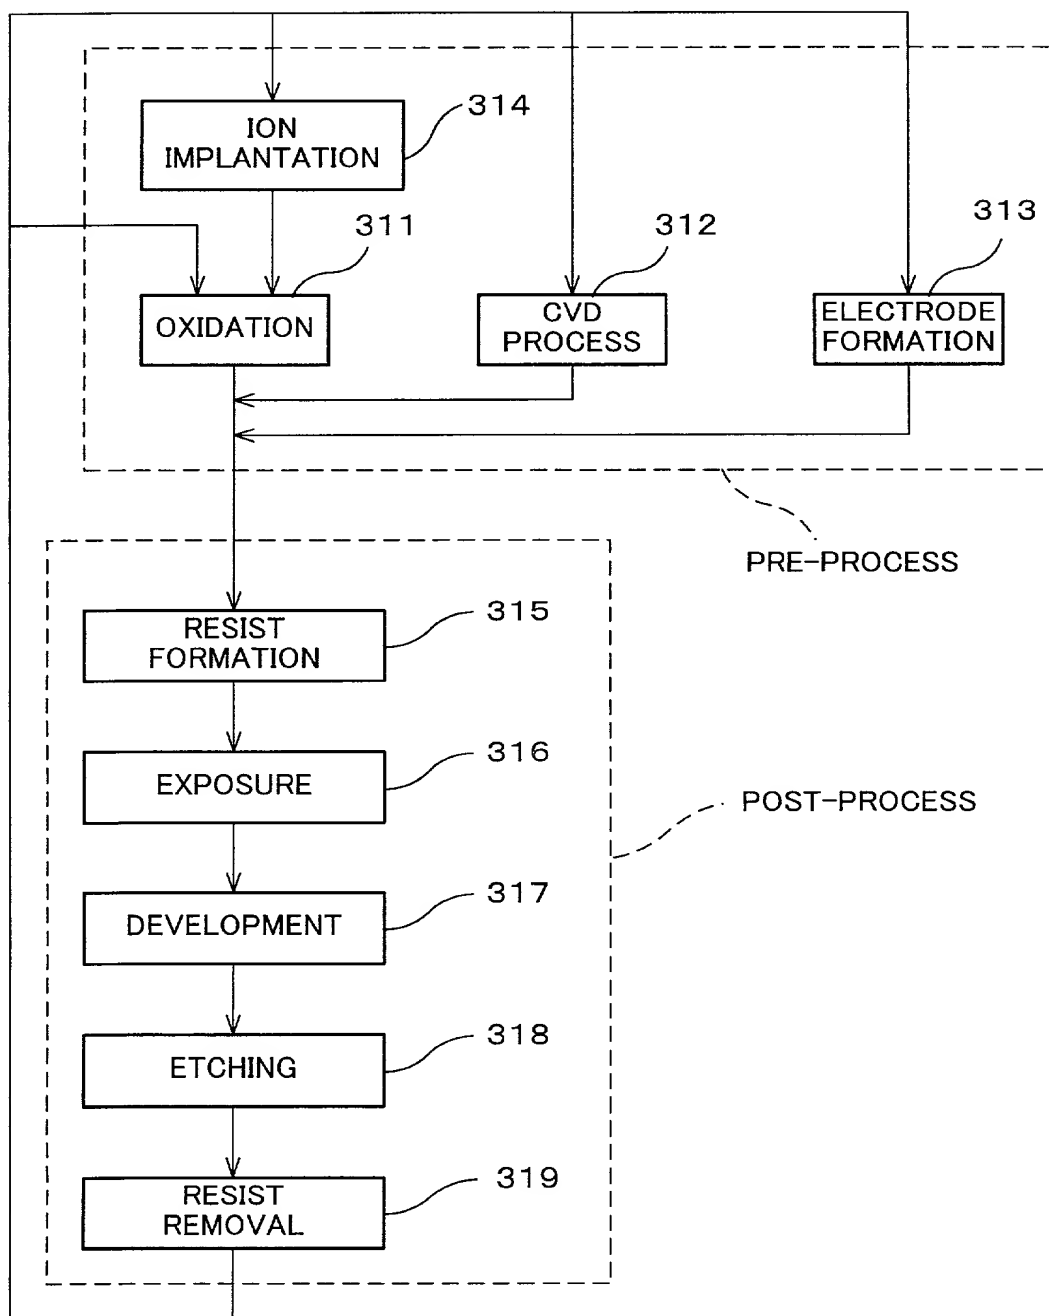 ION
IMPLANTATION
314
311
312
313
OXIDATION
CVD
PROCESS
ELECTRODE
FORMATION
PRE-PROCESS
RESIST
FORMATION
315
EXPOSURE
316
POST-PROCESS
DEVELOPMENT
317
ETCHING
318
RESIST
REMOVAL
319